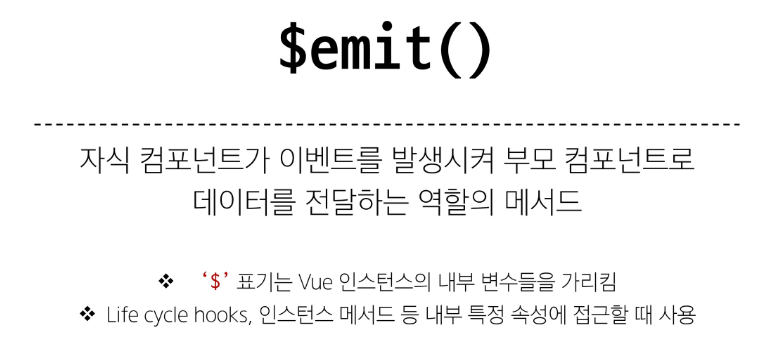 $emit()
자식 컴포넌트가 이벤트를 발생시켜 부모 컴포넌트로
데이터를 전달하는 역할의 메서드
❖ ‘$’ 표기는 Vue 인스턴스의 내부 변수들을 가리킴
❖ Life cycle hooks, 인스턴스 메서드 등 내부 특정 속성에 접근할 때 사용